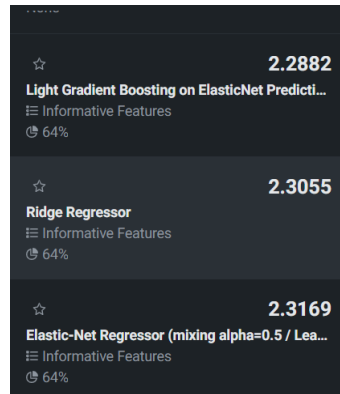 None
2.2882
Light Gradient Boosting on ElasticNet Predicti...
Informative Features
64%
2.3055
Ridge Regressor
Informative Features
64%
2.3169
Elastic-Net Regressor (mixing alpha=0.5 / Lea...
Informative Features
64%